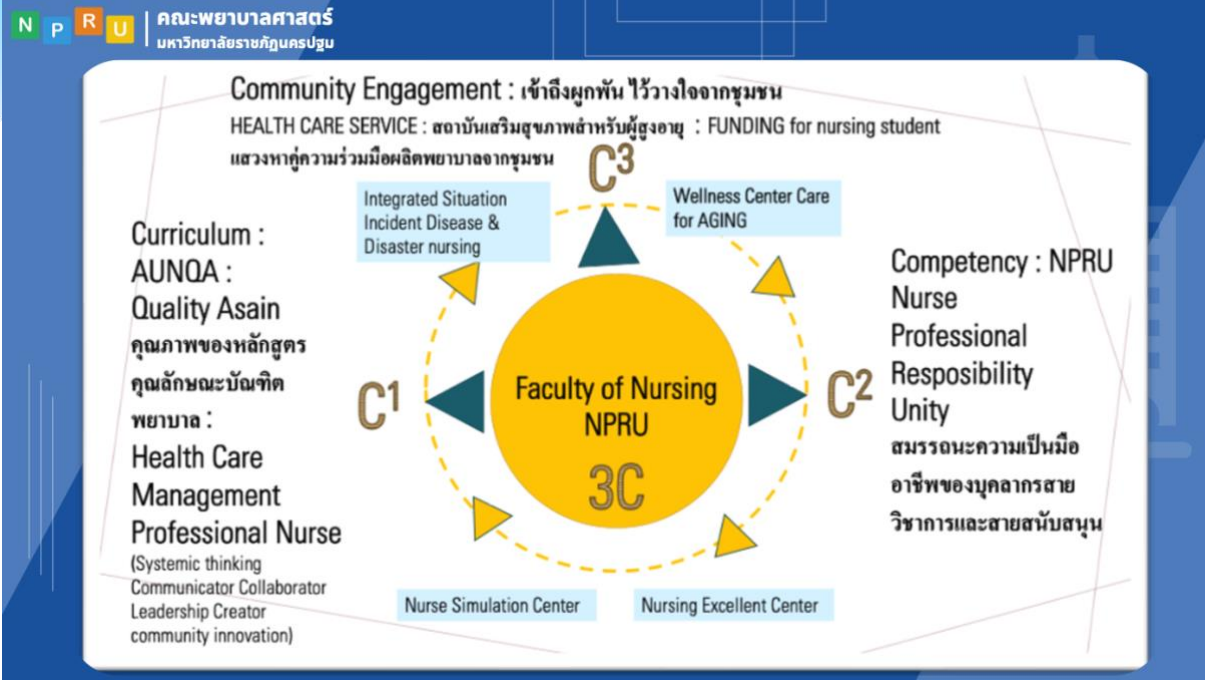 NPRU
คณะพยาบาลศาสตร์
มหาวิทยาลัยราชภัฏนครปฐม
Community Engagement : เข้าถึงผูกพัน ไว้วางใจจากชุมชน
HEALTH CARE SERVICE : สถาบันเสริมสุขภาพสำหรับผู้สูงอายุ : FUNDING for nursing student
แสวงหาคู่ความร่วมมือผลิตพยาบาลจากชุมชน
C3
Integrated Situation
Incident Disease &
Disaster nursing
Wellness Center Care
for AGING
Curriculum :
AUNQA :
Quality Asain
คุณภาพของหลักสูตร
คุณลักษณะบัณฑิต
พยาบาล :
Health Care
Management
Professional Nurse
(Systemic thinking
Communicator Collaborator
Leadership Creator
community innovation)
C1
Faculty of Nursing
NPRU
3C
C2
Competency : NPRU
Nurse
Professional
Resposibility
Unity
สมรรถนะความเป็นมือ
อาชีพของบุคลากรสาย
วิชาการและสายสนับสนุน
Nurse Simulation Center
Nursing Excellent Center